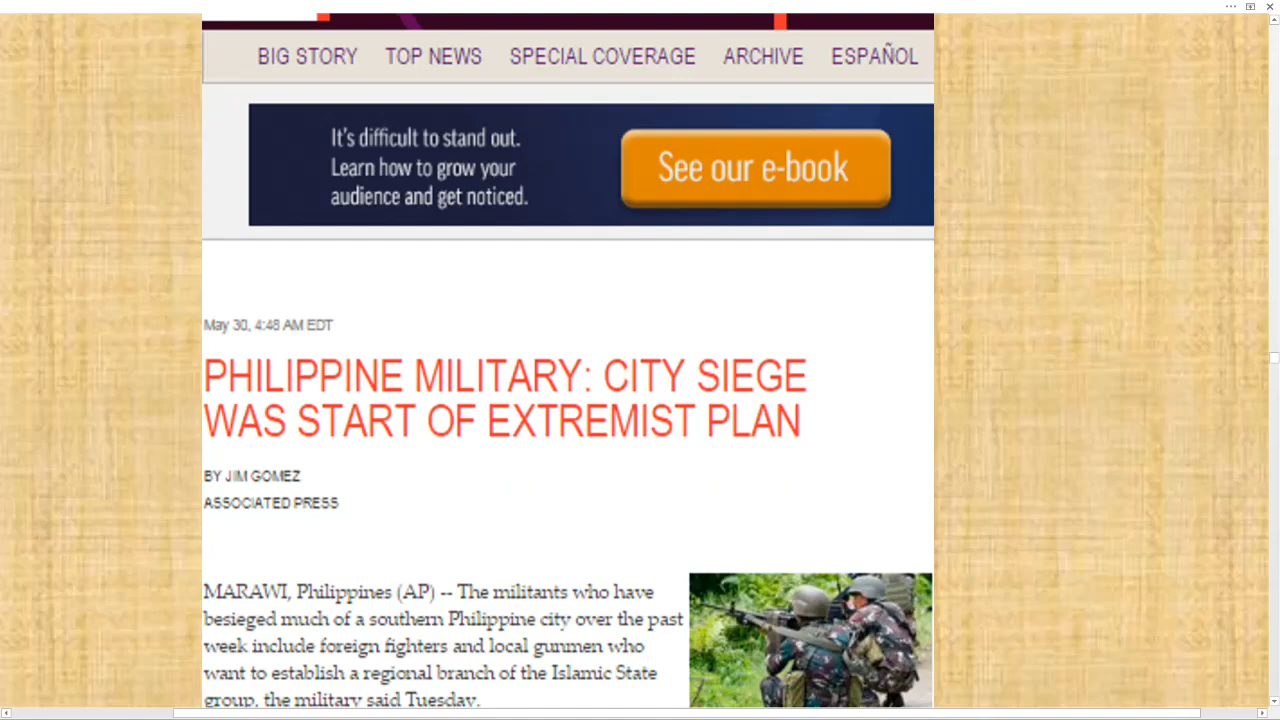 BIG STORY TOP NEWS SPECIAL COVERAGE ARCHIVE ESPAÑOL
It's difficult to stand out.
Learn how to grow your
audience and get noticed.
See our e-book
May 30, 4:48 AM EDT
PHILIPPINE MILITARY: CITY SIEGE
WAS START OF EXTREMIST PLAN
BY JIM GOMEZ
ASSOCIATED PRESS
MARAWI, Philippines (AP) -- The militants who have
besieged much of a southern Philippine city over the past
week include foreign fighters and local gunmen who
want to establish a regional branch of the Islamic State
group, the military said Tuesday.